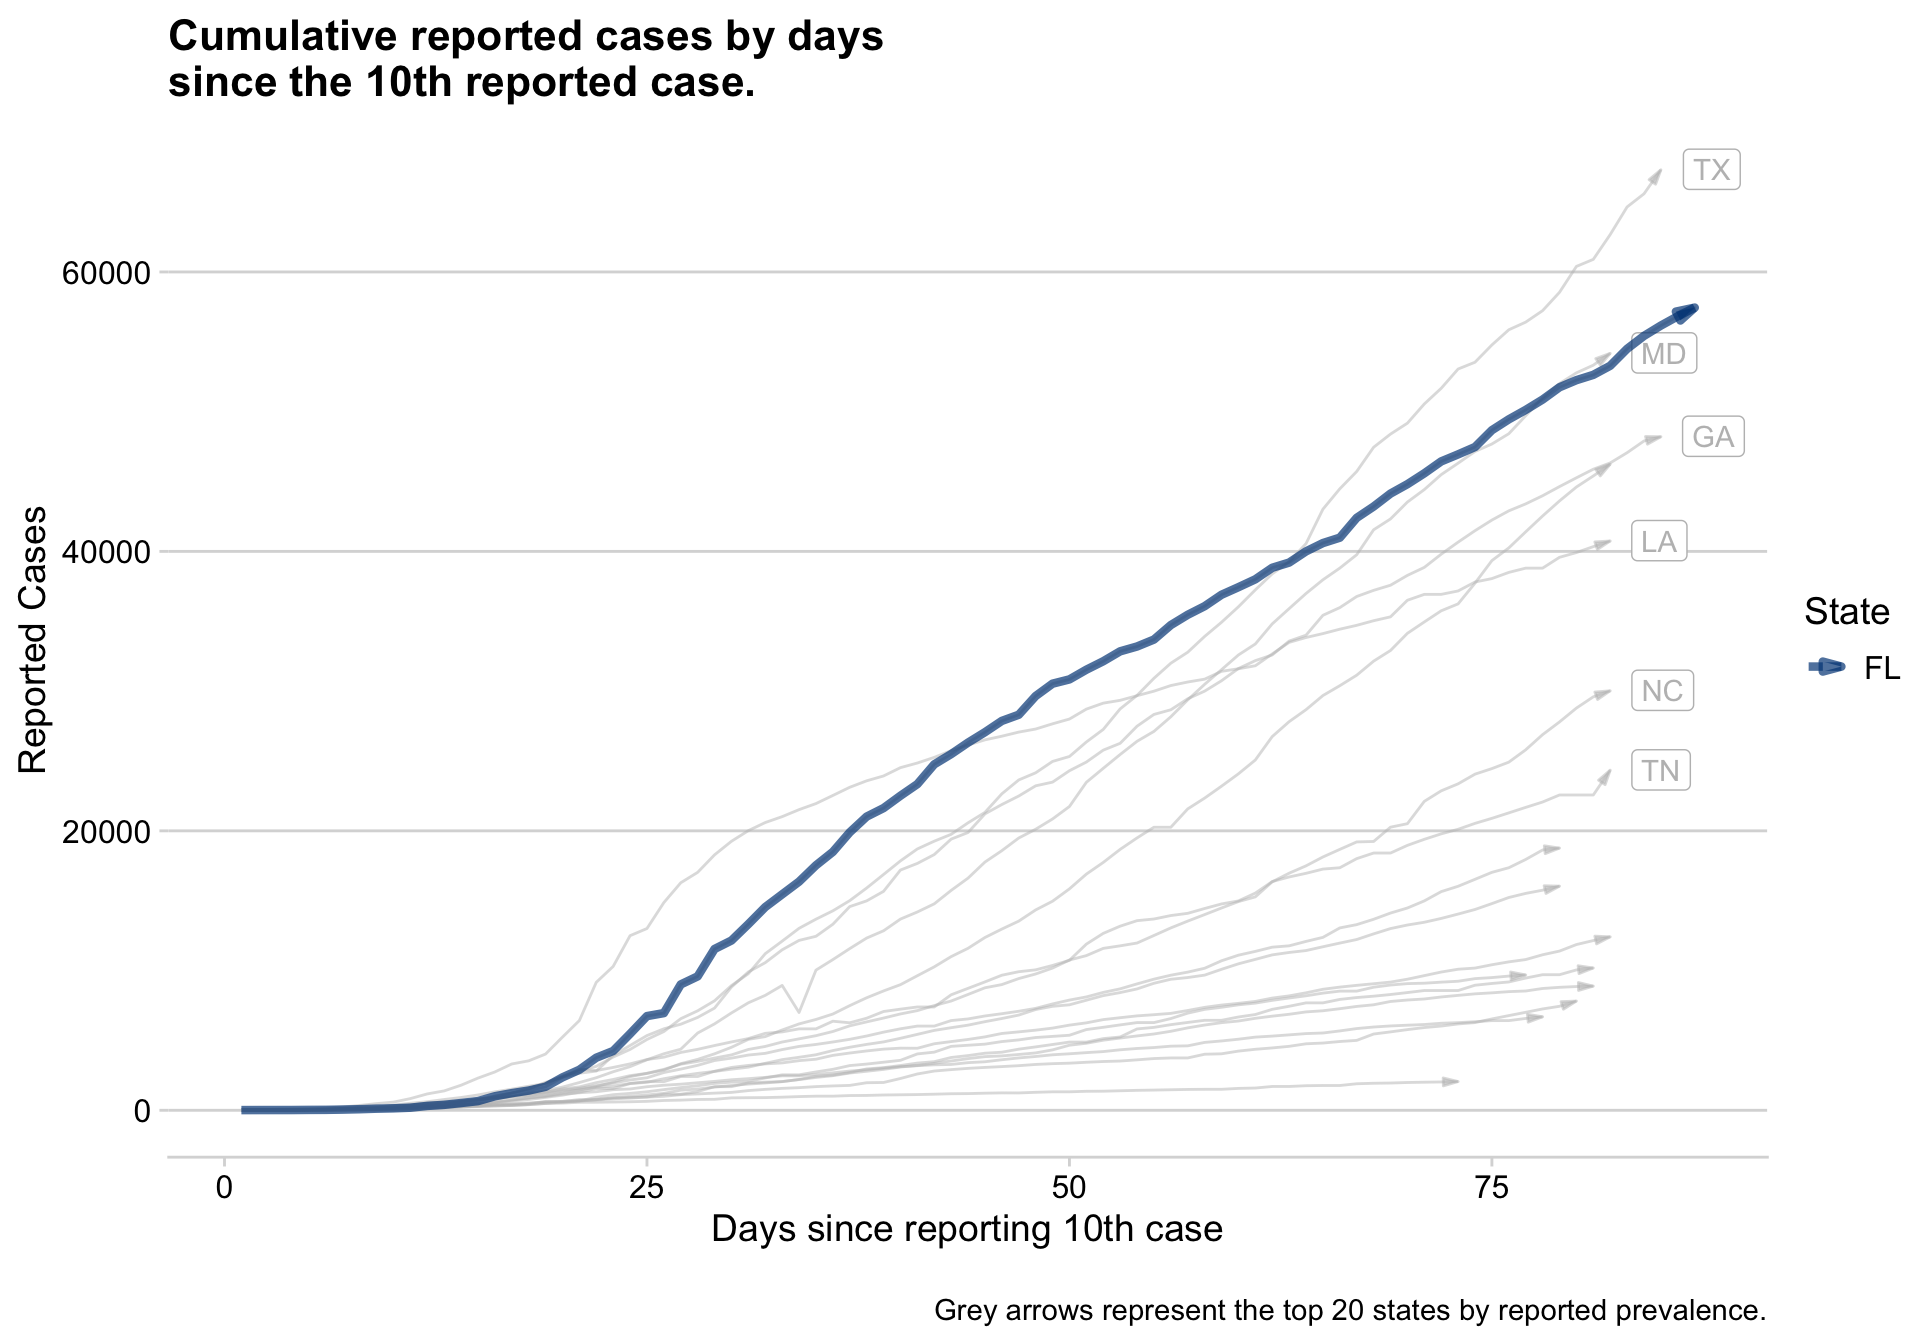 Cumulative reported cases by days
since the 10th reported case.
TX
60000
MD
GA
40000
LA
NC
TN
20000
0
Reported Cases
State
FL
0 25 50 75
Days since reporting 10th case
Grey arrows represent the top 20 states by reported prevalence.